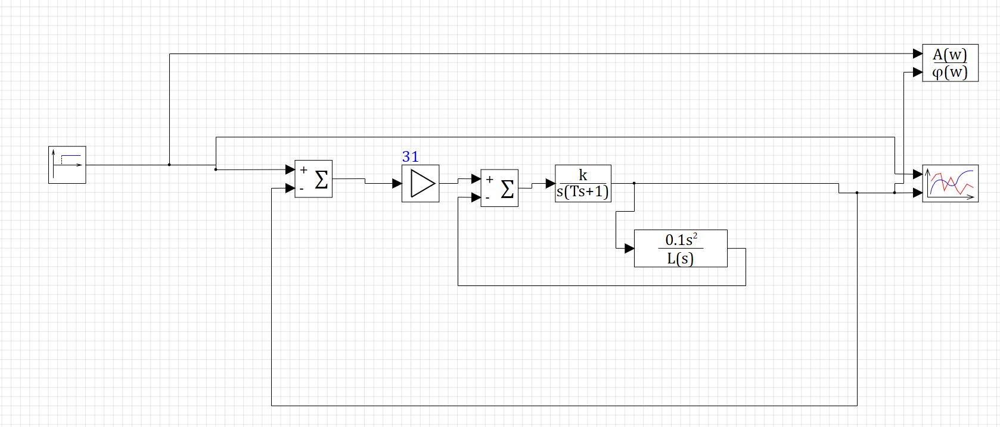 A(w)
φ(w)
31
+
-
Σ
+
-
Σ
k
s(Ts+1)
0.1s²
L(s)